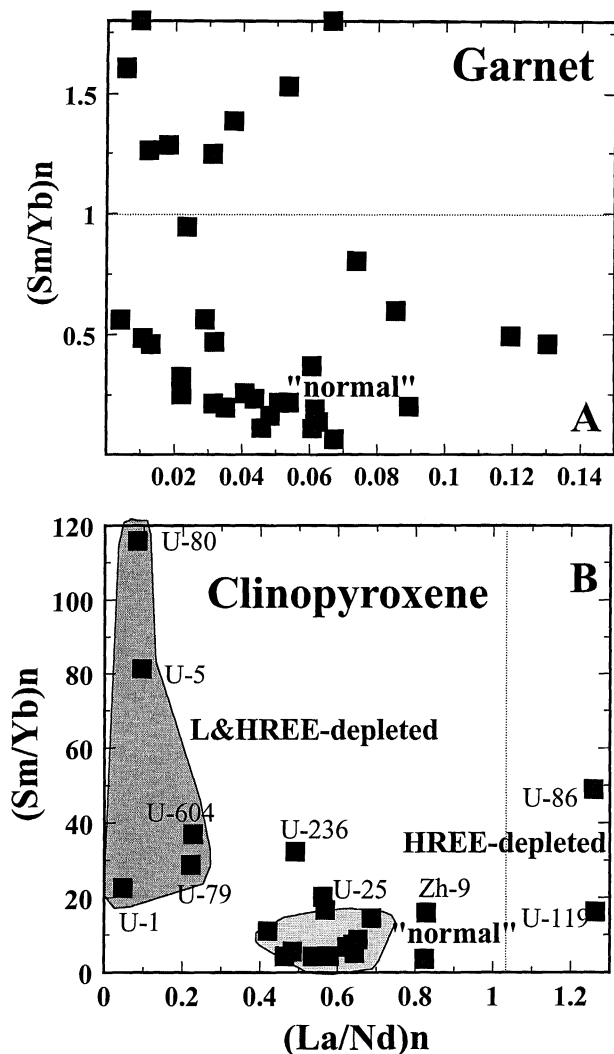 Garnet
(Sm/Yb)n
1.5
1
0.5
"normal"
A
0.02 0.04 0.06 0.08 0.1 0.12 0.14
120
100
80
60
40
20
0
(Sm/Yb)n
B
U-80
Clinopyroxene
U-5
L&HREE-depleted
U-604
U-86
U-236
HREE-depleted
U-79
U-25
Zh-9
U-1
"normal"
U-119
0 0.2 0.4 0.6 0.8 1 1.2
(La/Nd)n